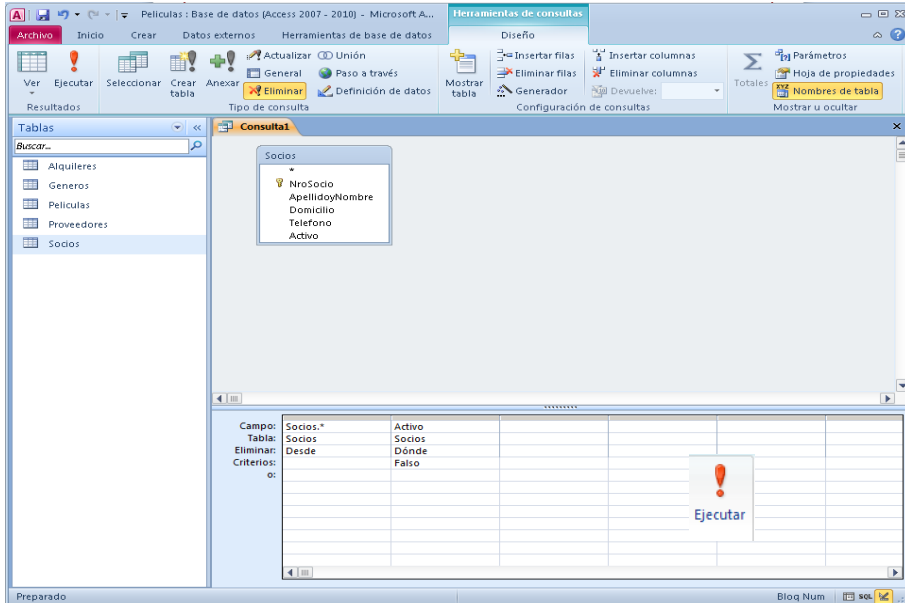 Peliculas : Base de datos (Access 2007 - 2010) - Microsoft A...
Herramientas de consultas
Archivo Inicio Crear Datos externos Herramientas de base de datos Diseño
Ver Ejecutar Seleccionar Crear tabla Anexar
Actualizar Unión
General Paso a través
Eliminar Definición de datos
Mostrar tabla
Insertar filas Insertar columnas
Eliminar filas Eliminar columnas
Generador Devuelve:
Totales
Parámetros
Hoja de propiedades
XYZ Nombres de tabla
Resultados Tipo de consulta Configuración de consultas Mostrar u ocultar
Tablas
Buscar...
Alquileres
Generos
Peliculas
Proveedores
Socios
Consulta1
Socios
*
NroSocio
ApellidoyNombre
Domicilio
Telefono
Activo
Campo: Socios.* Activo
Tabla: Socios Socios
Eliminar: Desde Dónde
Criterios: Falso
o:
Ejecutar
Preparado Bloq Num SQL